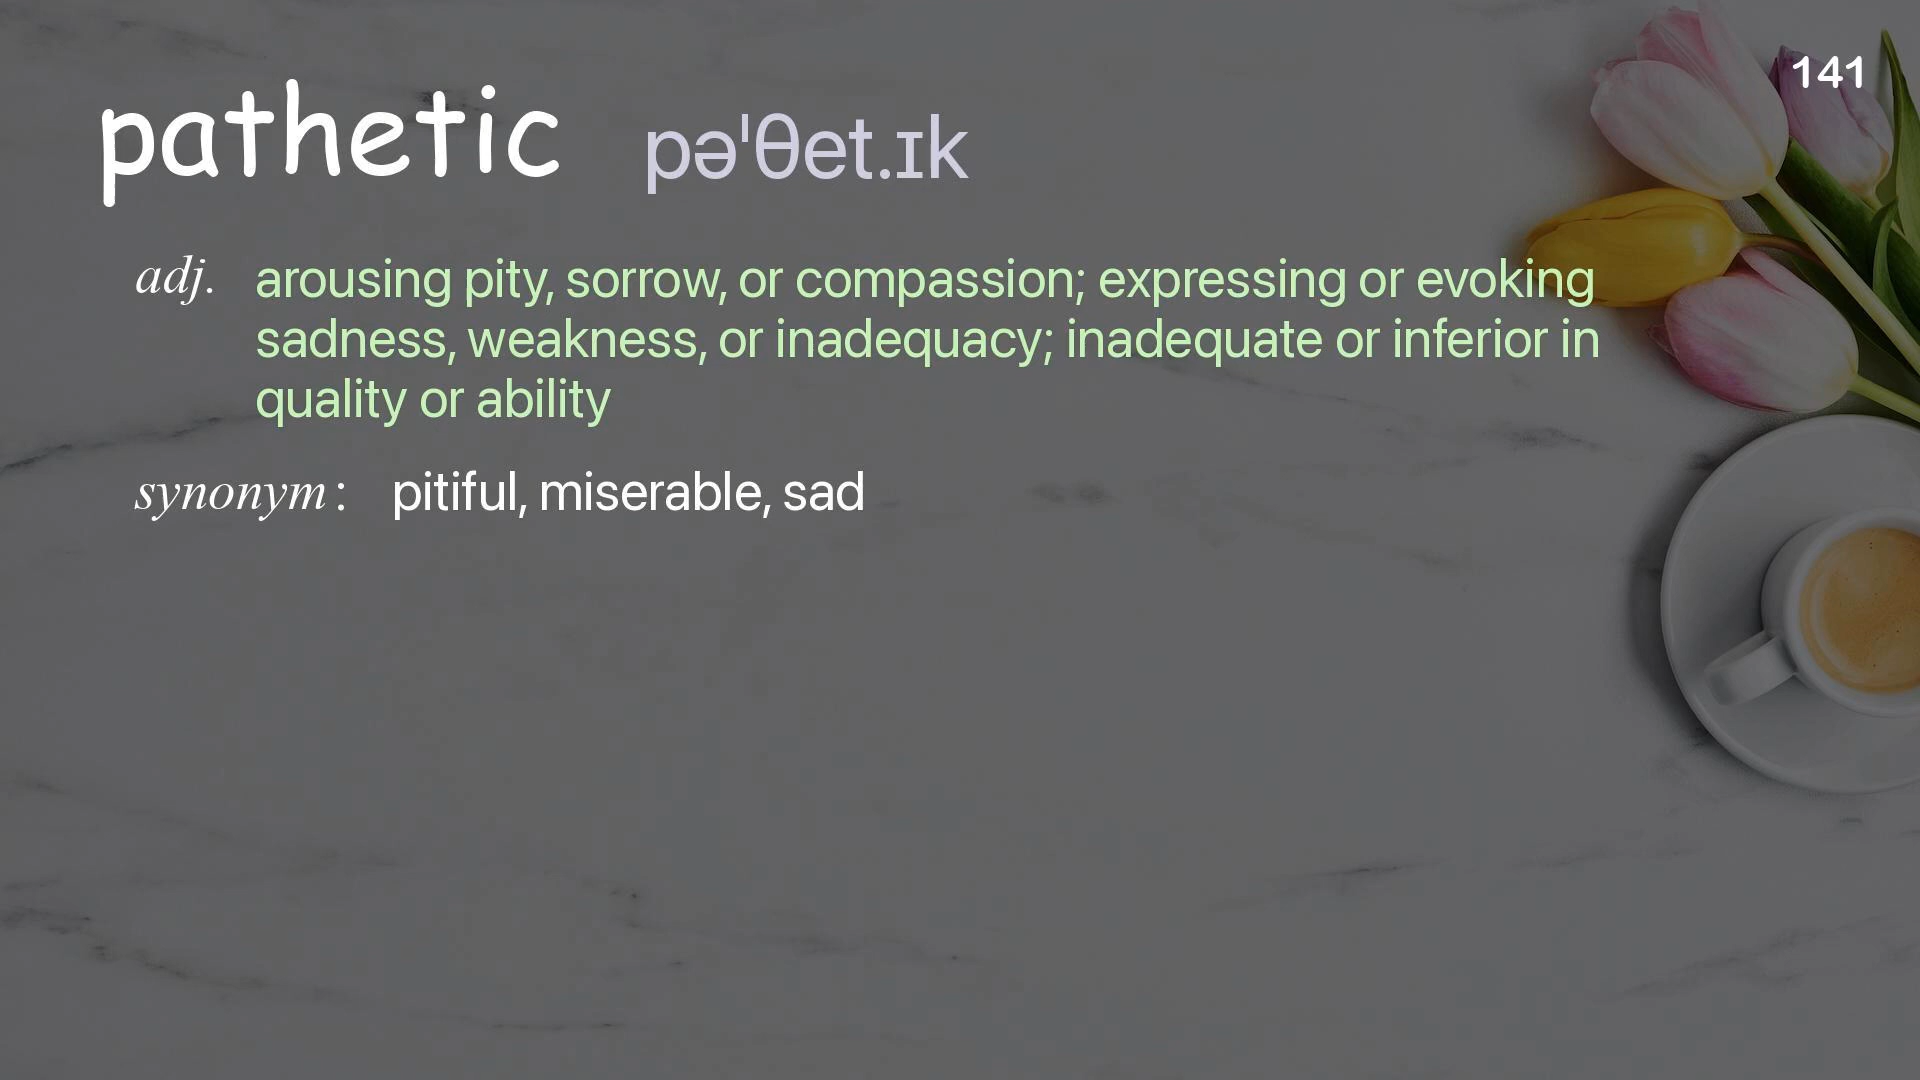 141
pathetic pəˈθet.ɪk
adj. arousing pity, sorrow, or compassion; expressing or evoking
sadness, weakness, or inadequacy; inadequate or inferior in
quality or ability
synonym : pitiful, miserable, sad